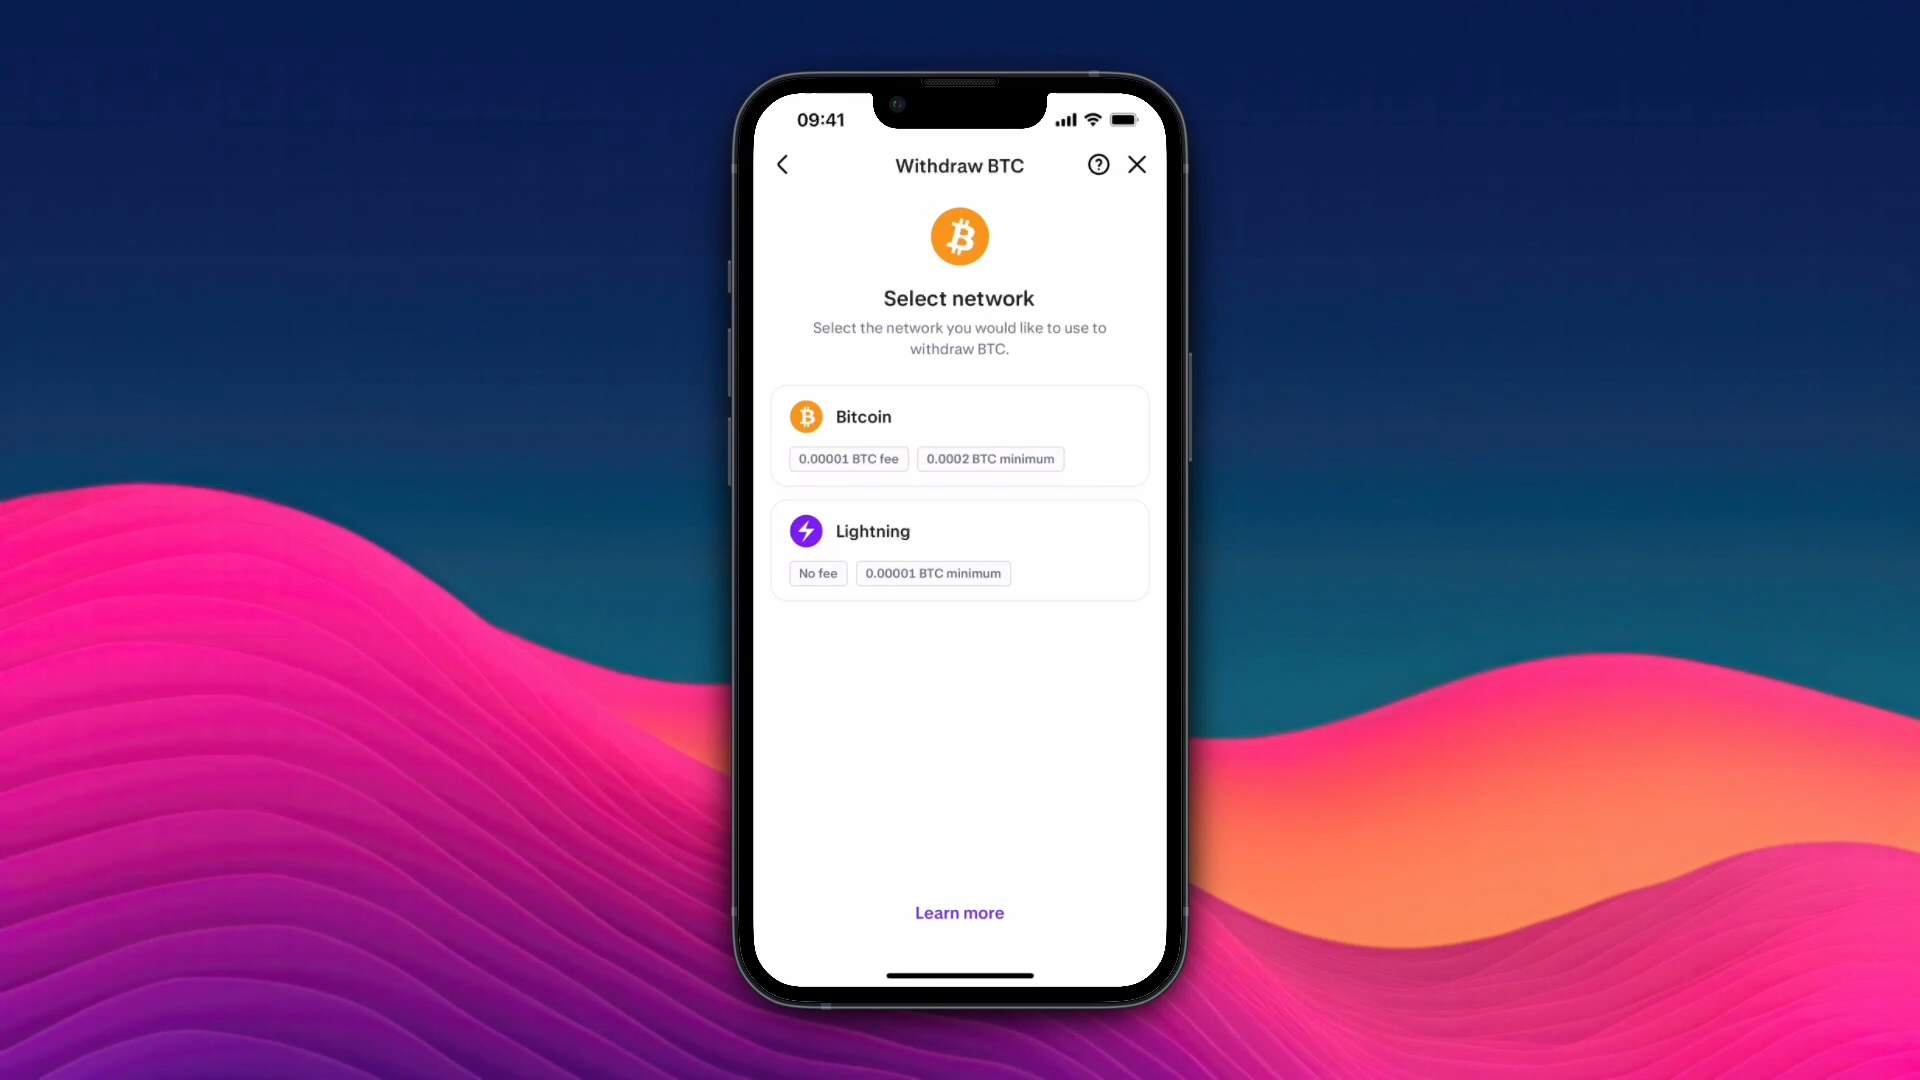 09:41
Withdraw BTC
Select network
Select the network you would like to use to
withdraw BTC.
Bitcoin
0.00001 BTC fee
0.0002 BTC minimum
Lightning
No fee
0.00001 BTC minimum
Learn more